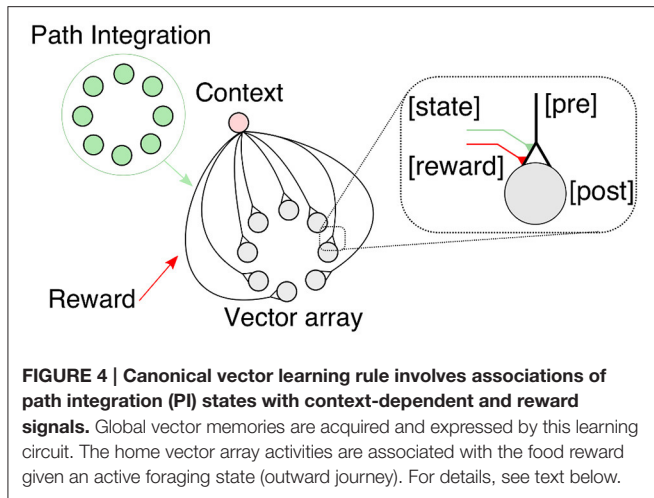 Path Integration
Context
[state]
[pre]
[reward]
[post]
Reward
Vector array
FIGURE 4 | Canonical vector learning rule involves associations of
path integration (PI) states with context-dependent and reward
signals. Global vector memories are acquired and expressed by this learning
circuit. The home vector array activities are associated with the food reward
given an active foraging state (outward journey). For details, see text below.